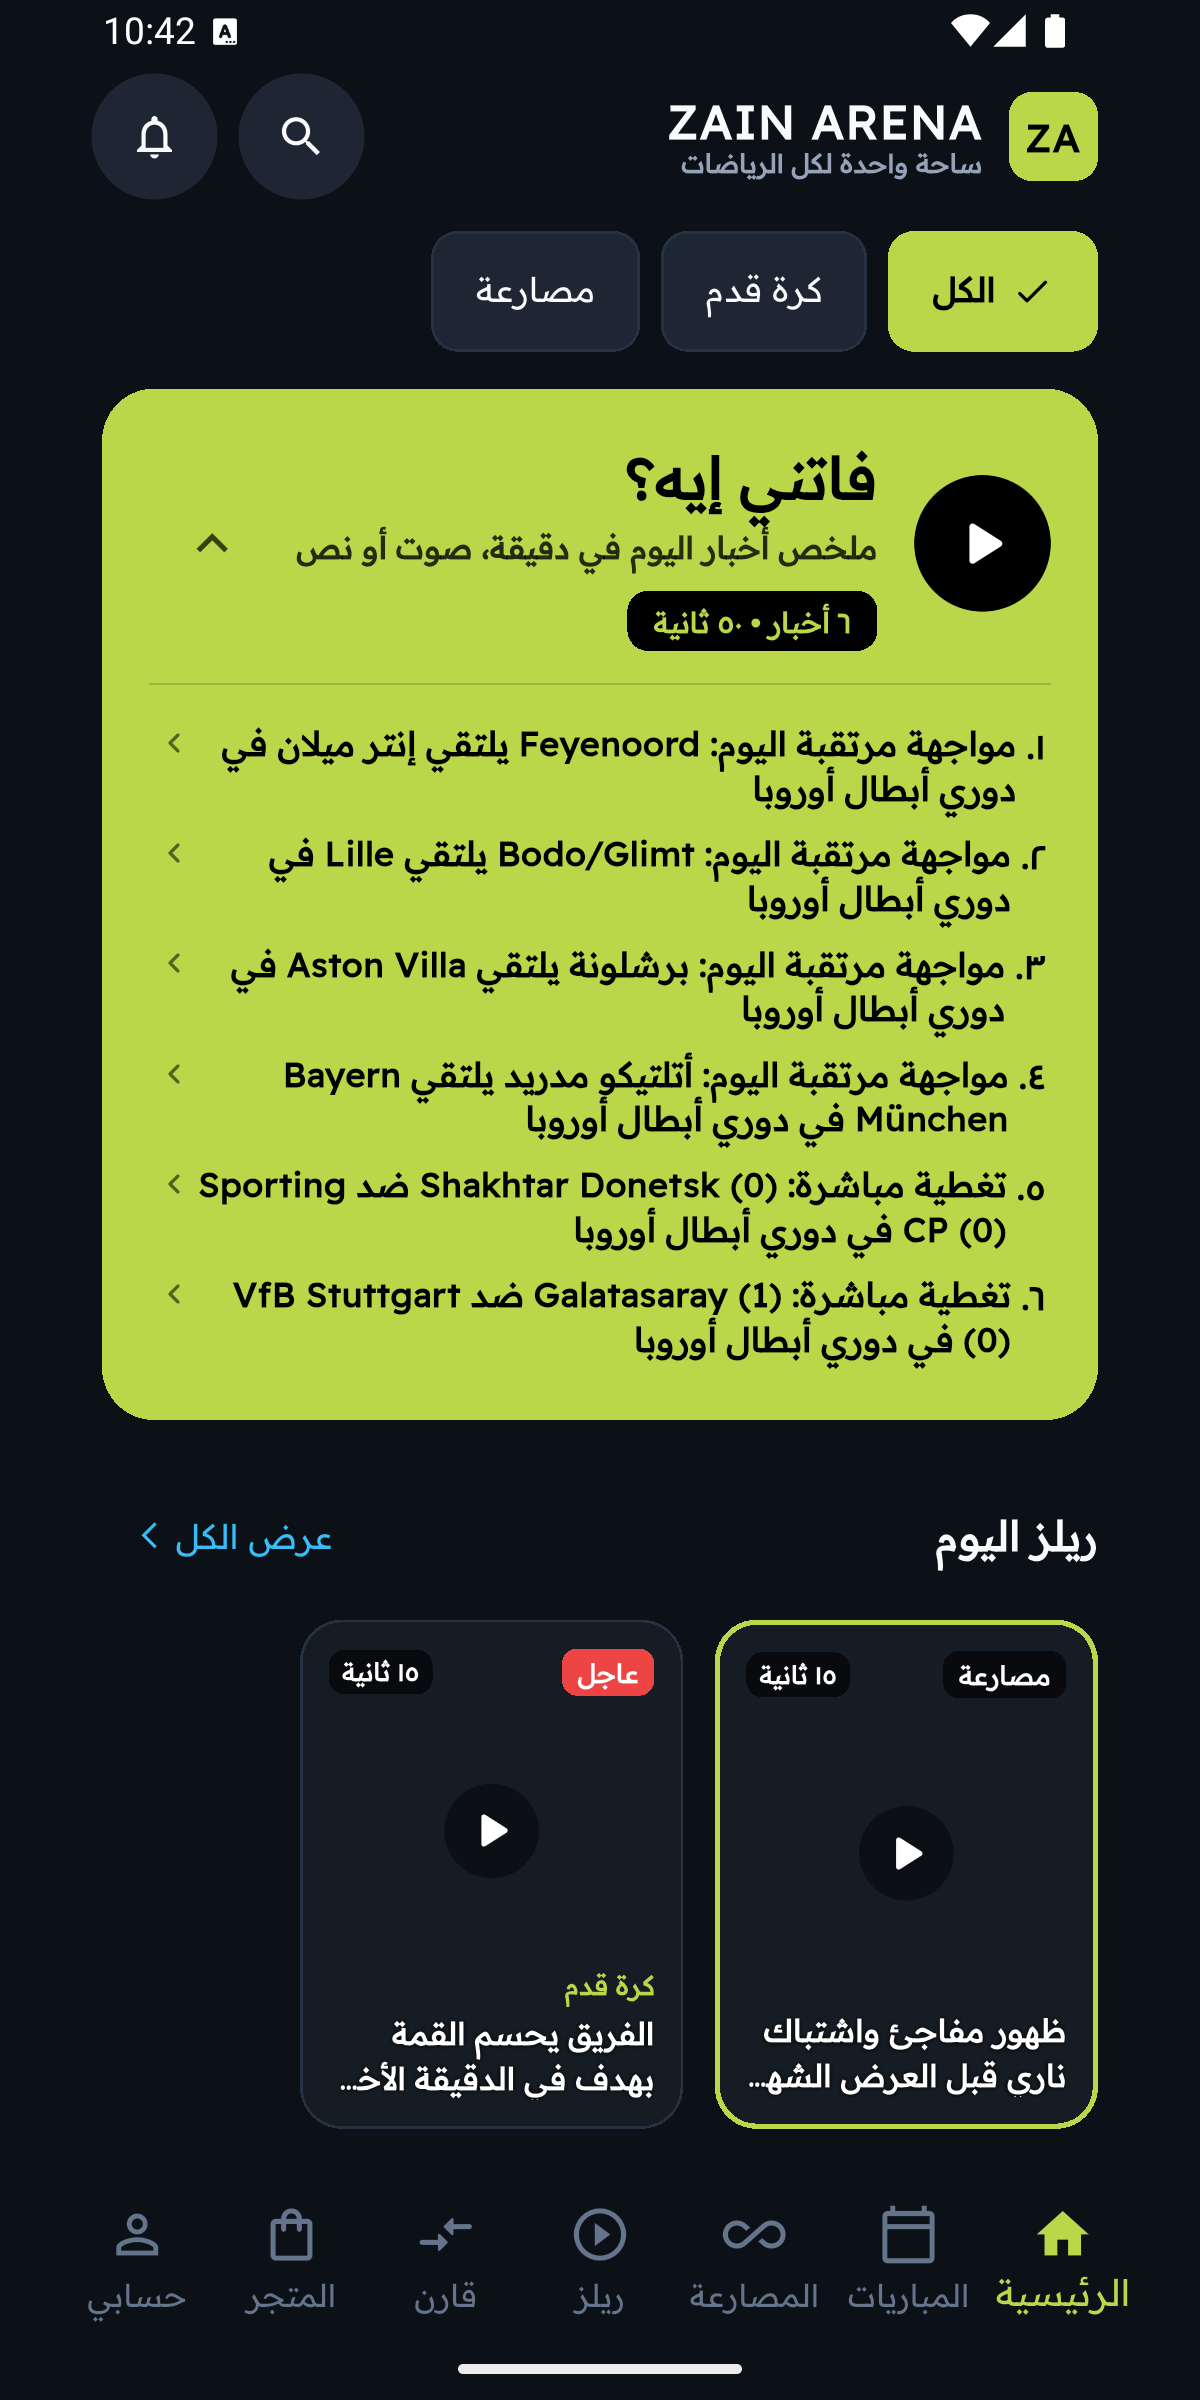 10:42
ZA
ZAIN ARENA
ساحة واحدة لكل الرياضات
الكل
كرة قدم
مصارعة
فاتني إيه؟
ملخص أخبار اليوم في دقيقة، صوت أو نص
٦ أخبار • ٥٠ ثانية
١. مواجهة مرتقبة اليوم: Feyenoord يلتقي إنتر ميلان في
دوري أبطال أوروبا
٢. مواجهة مرتقبة اليوم: Bodo/Glimt يلتقي Lille في
دوري أبطال أوروبا
٣. مواجهة مرتقبة اليوم: برشلونة يلتقي Aston Villa في
دوري أبطال أوروبا
٤. مواجهة مرتقبة اليوم: أتلتيكو مدريد يلتقي Bayern
München في دوري أبطال أوروبا
٥. تغطية مباشرة: Shakhtar Donetsk (0) ضد Sporting
CP (0) في دوري أبطال أوروبا
٦. تغطية مباشرة: Galatasaray (1) ضد VfB Stuttgart
(0) في دوري أبطال أوروبا
ريلز اليوم
عرض الكل
مصارعة
١٥ ثانية
ظهور مفاجئ واشتباك
ناري قبل العرض الشه...
عاجل
١٥ ثانية
كرة قدم
الفريق يحسم القمة
بهدف في الدقيقة الأخ...
الرئيسية
المباريات
المصارعة
ريلز
قارن
المتجر
حسابي